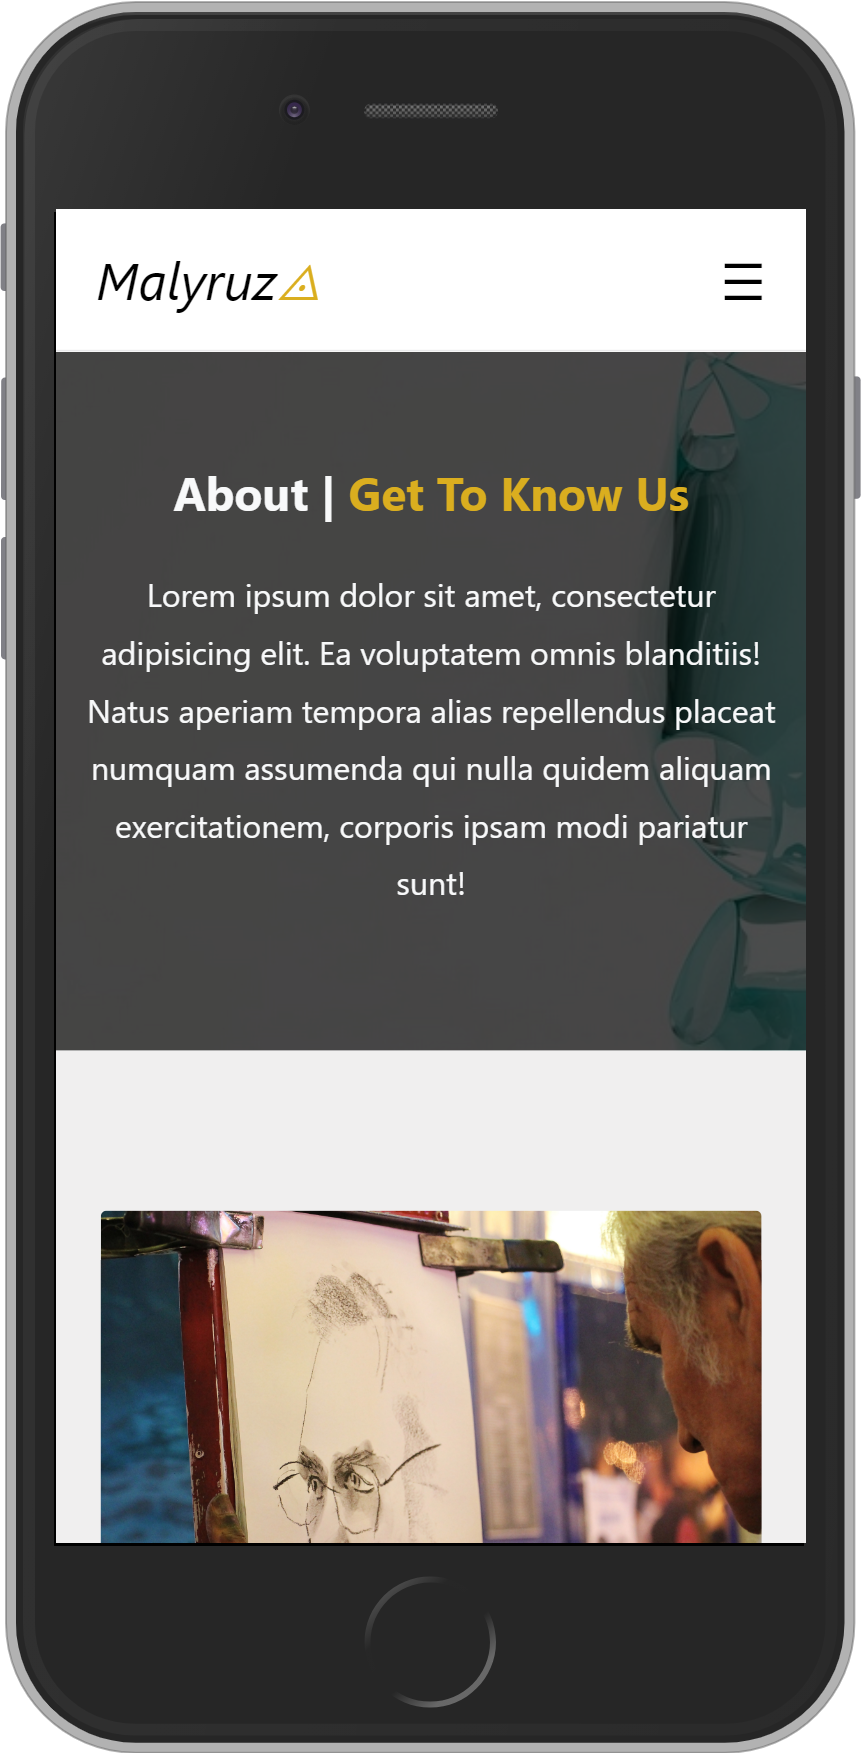 Malyruz
About | Get To Know Us
Lorem ipsum dolor sit amet, consectetur
adipisicing elit. Ea voluptatem omnis blanditiis!
Natus aperiam tempora alias repellendus placeat
numquam assumenda qui nulla quidem aliquam
exercitationem, corporis ipsam modi pariatur
sunt!